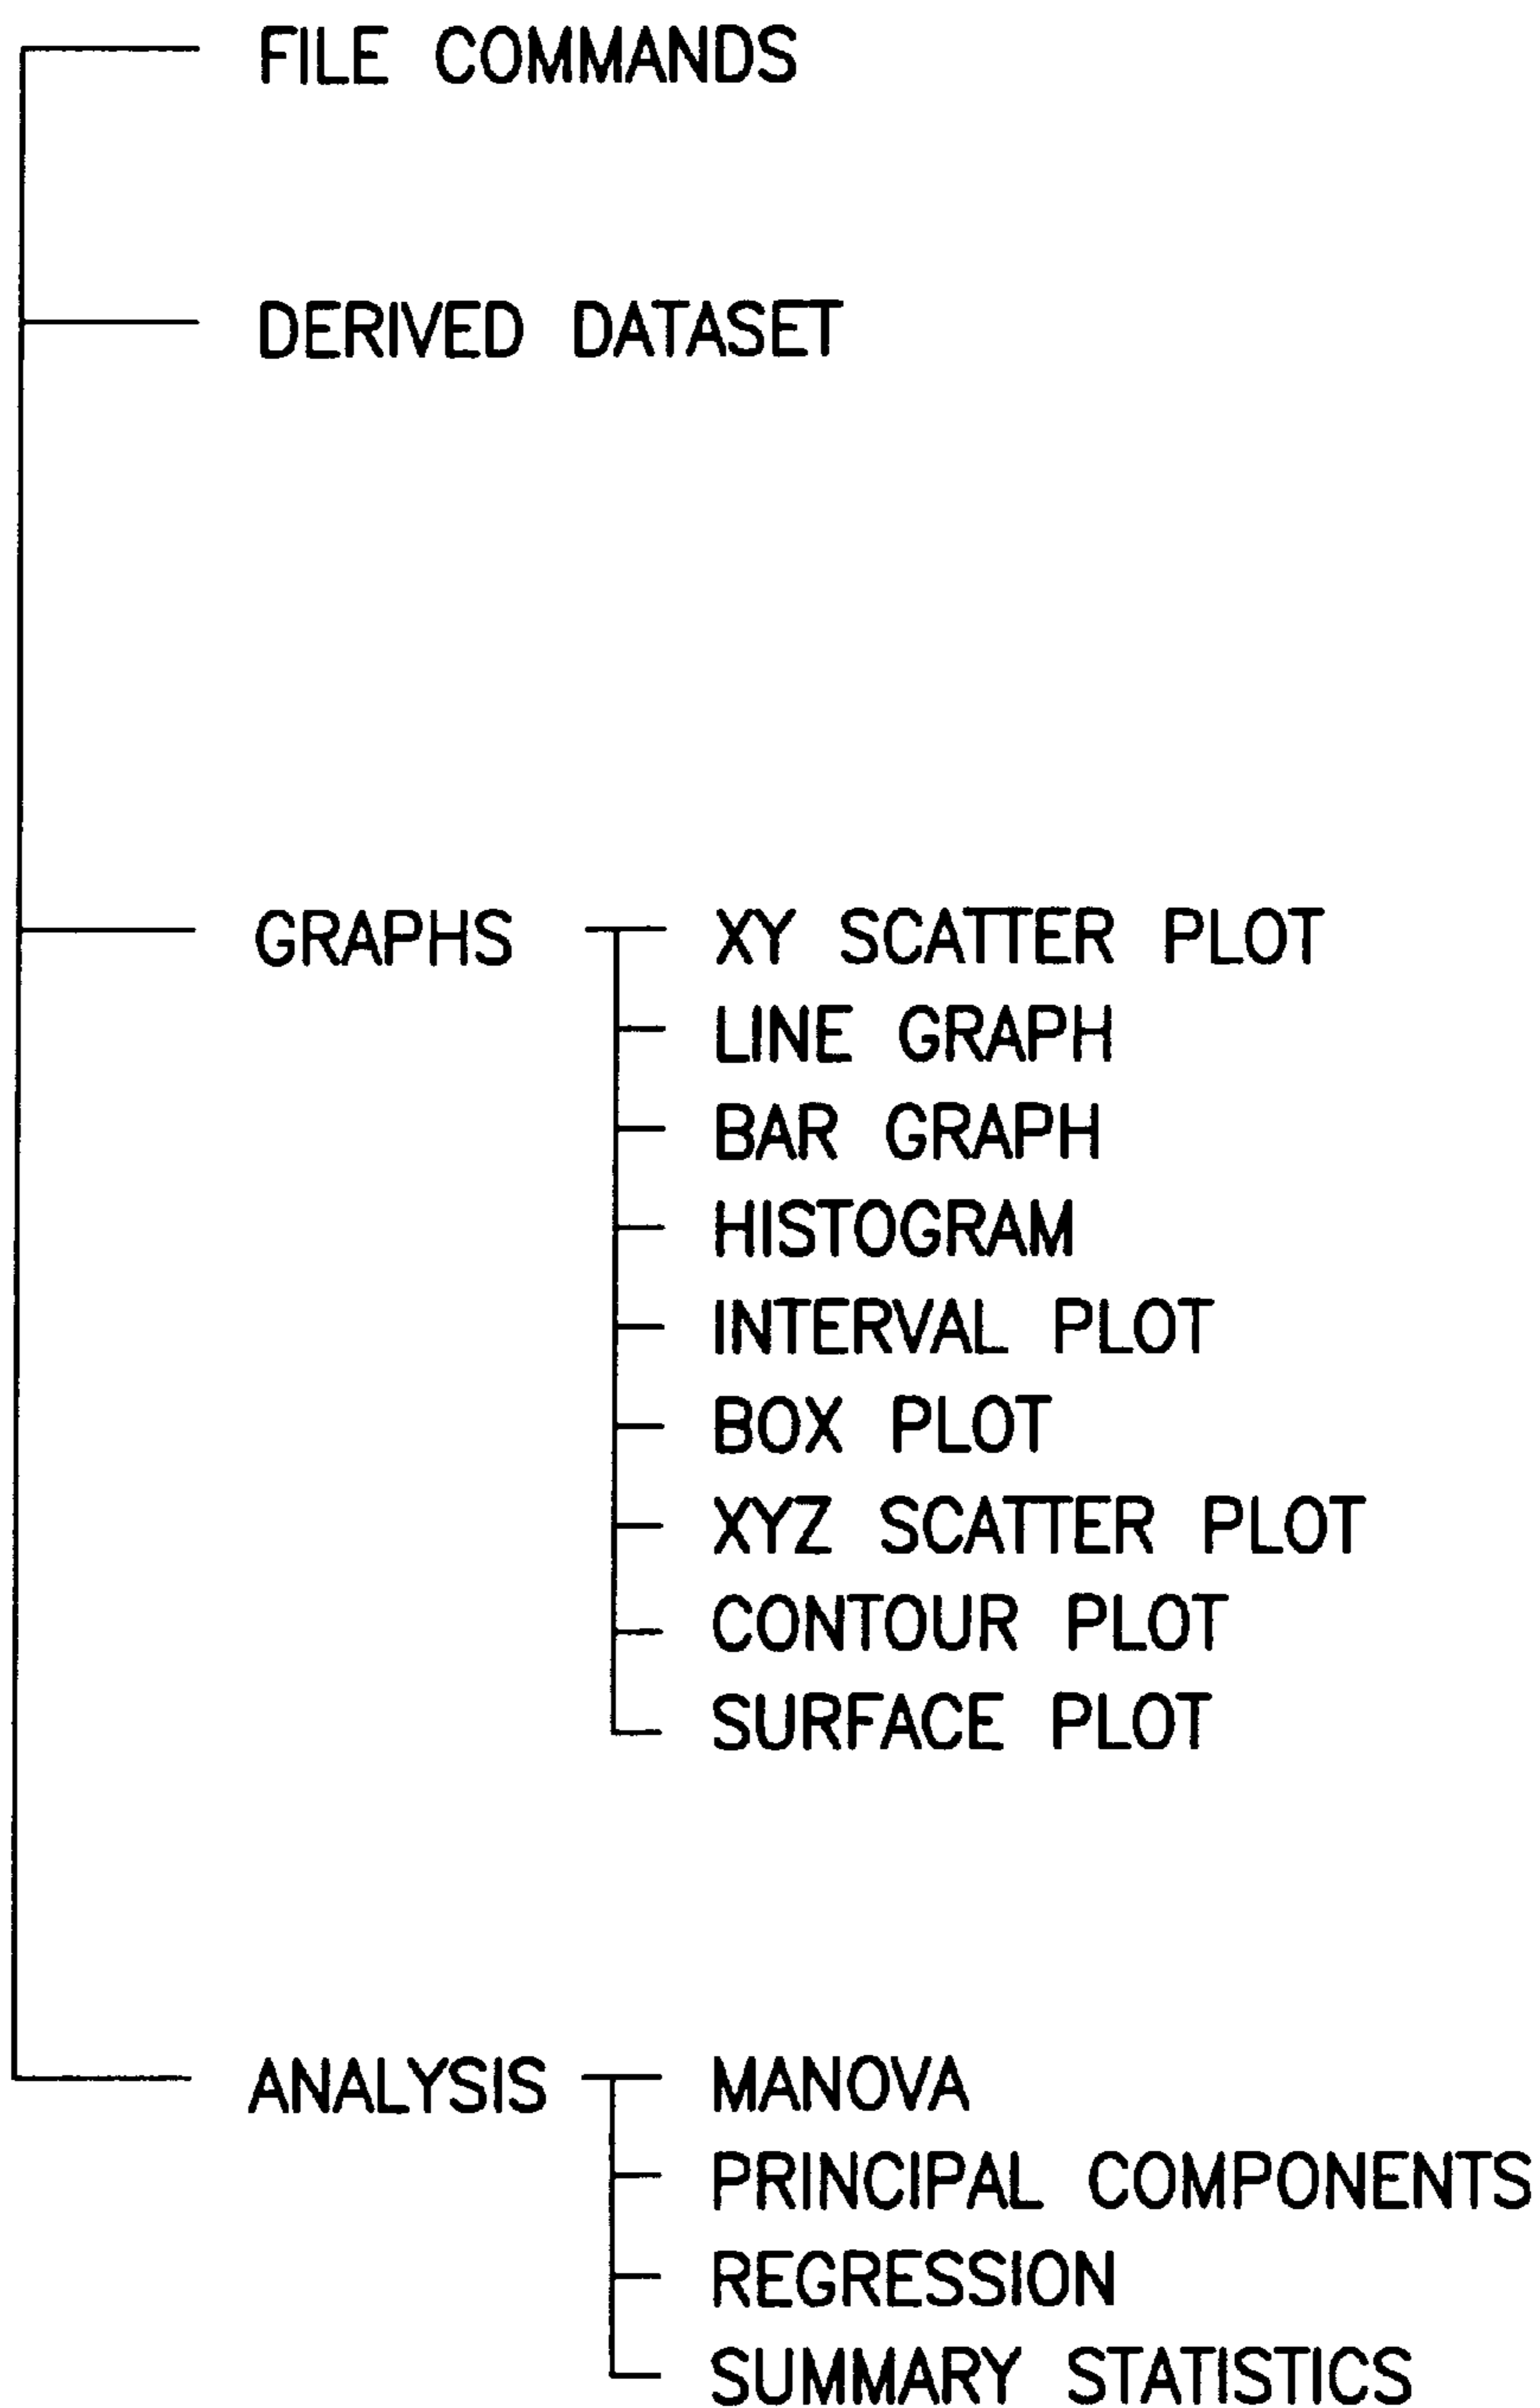 FILE COMMANDS
DERIVED DATASET
GRAPHS
XY SCATTER PLOT
LINE GRAPH
BAR GRAPH
HISTOGRAM
INTERVAL PLOT
BOX PLOT
XYZ SCATTER PLOT
CONTOUR PLOT
SURFACE PLOT
ANALYSIS
MANOVA
PRINCIPAL COMPONENTS
REGRESSION
SUMMARY STATISTICS